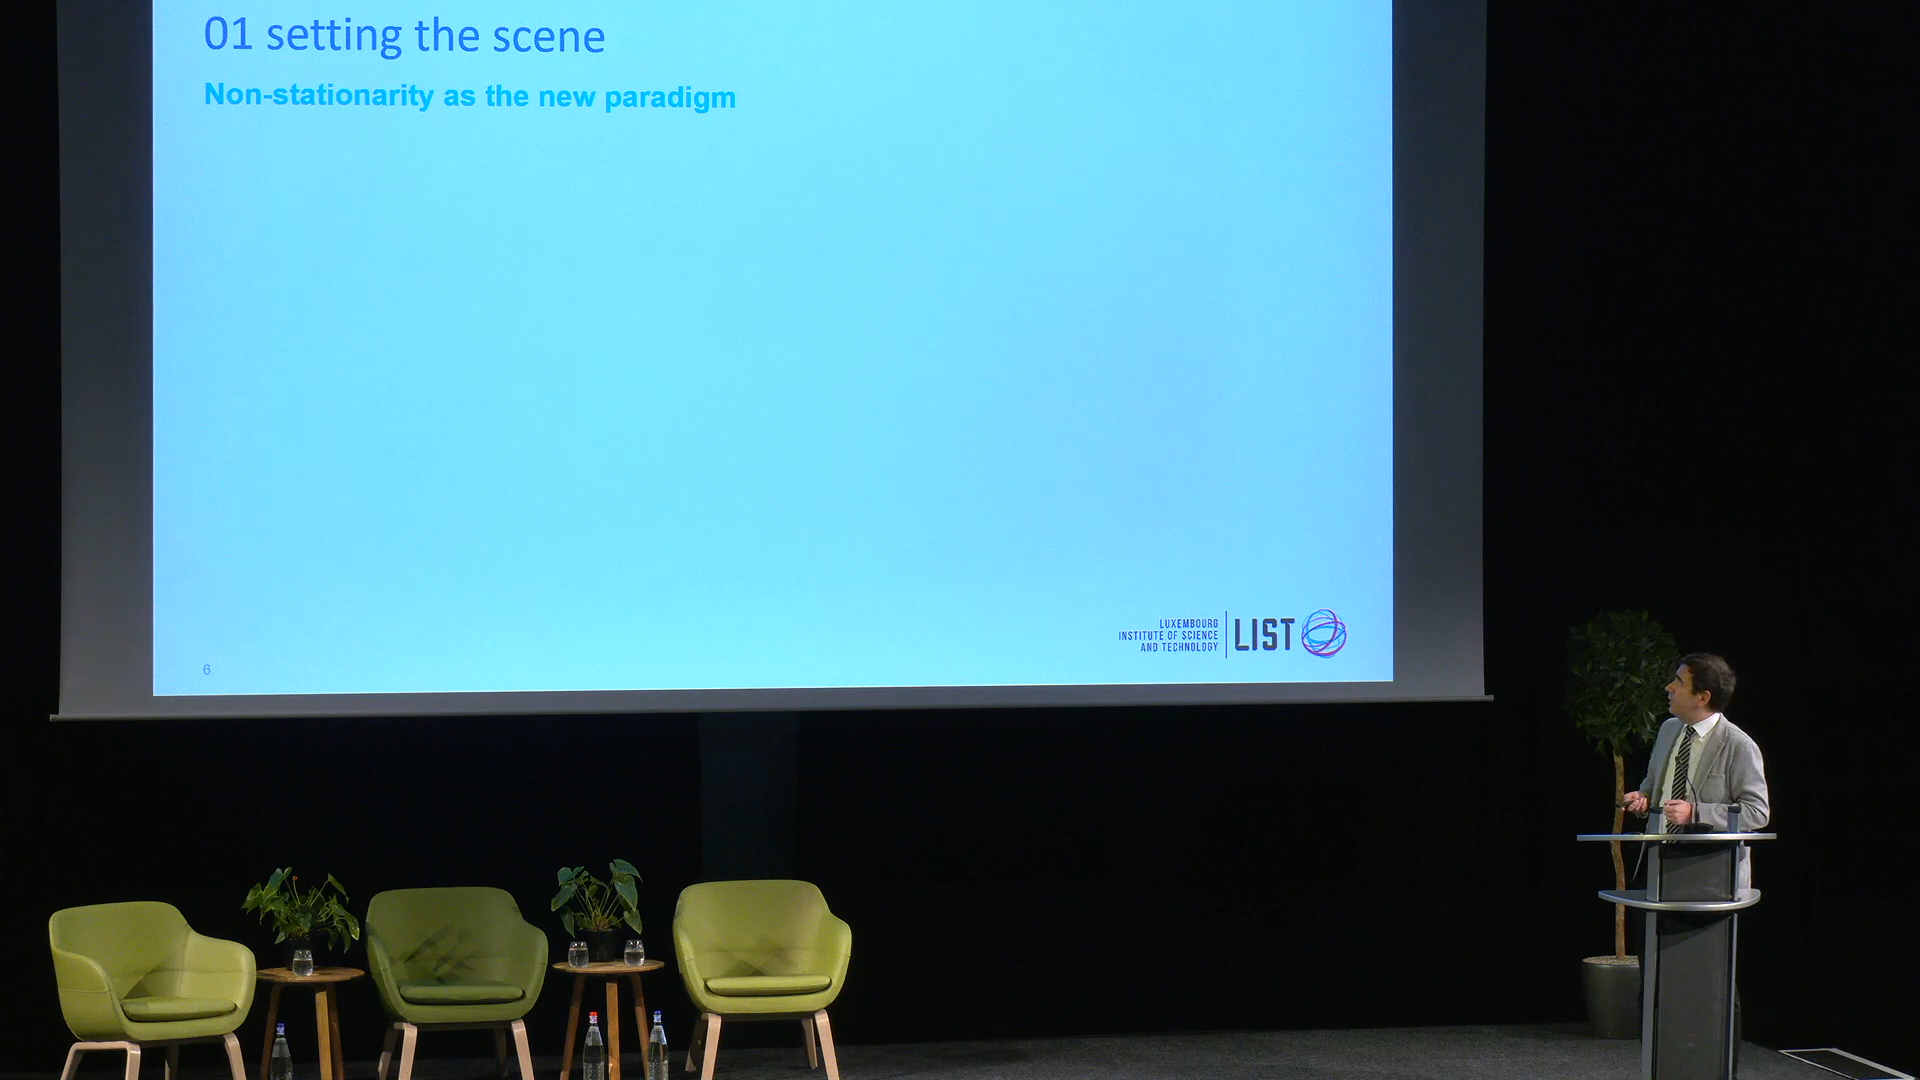 01 setting the scene
Non-stationarity as the new paradigm
LUXEMBOURG
INSTITUTE OF SCIENCE
AND TECHNOLOGY
LIST
6